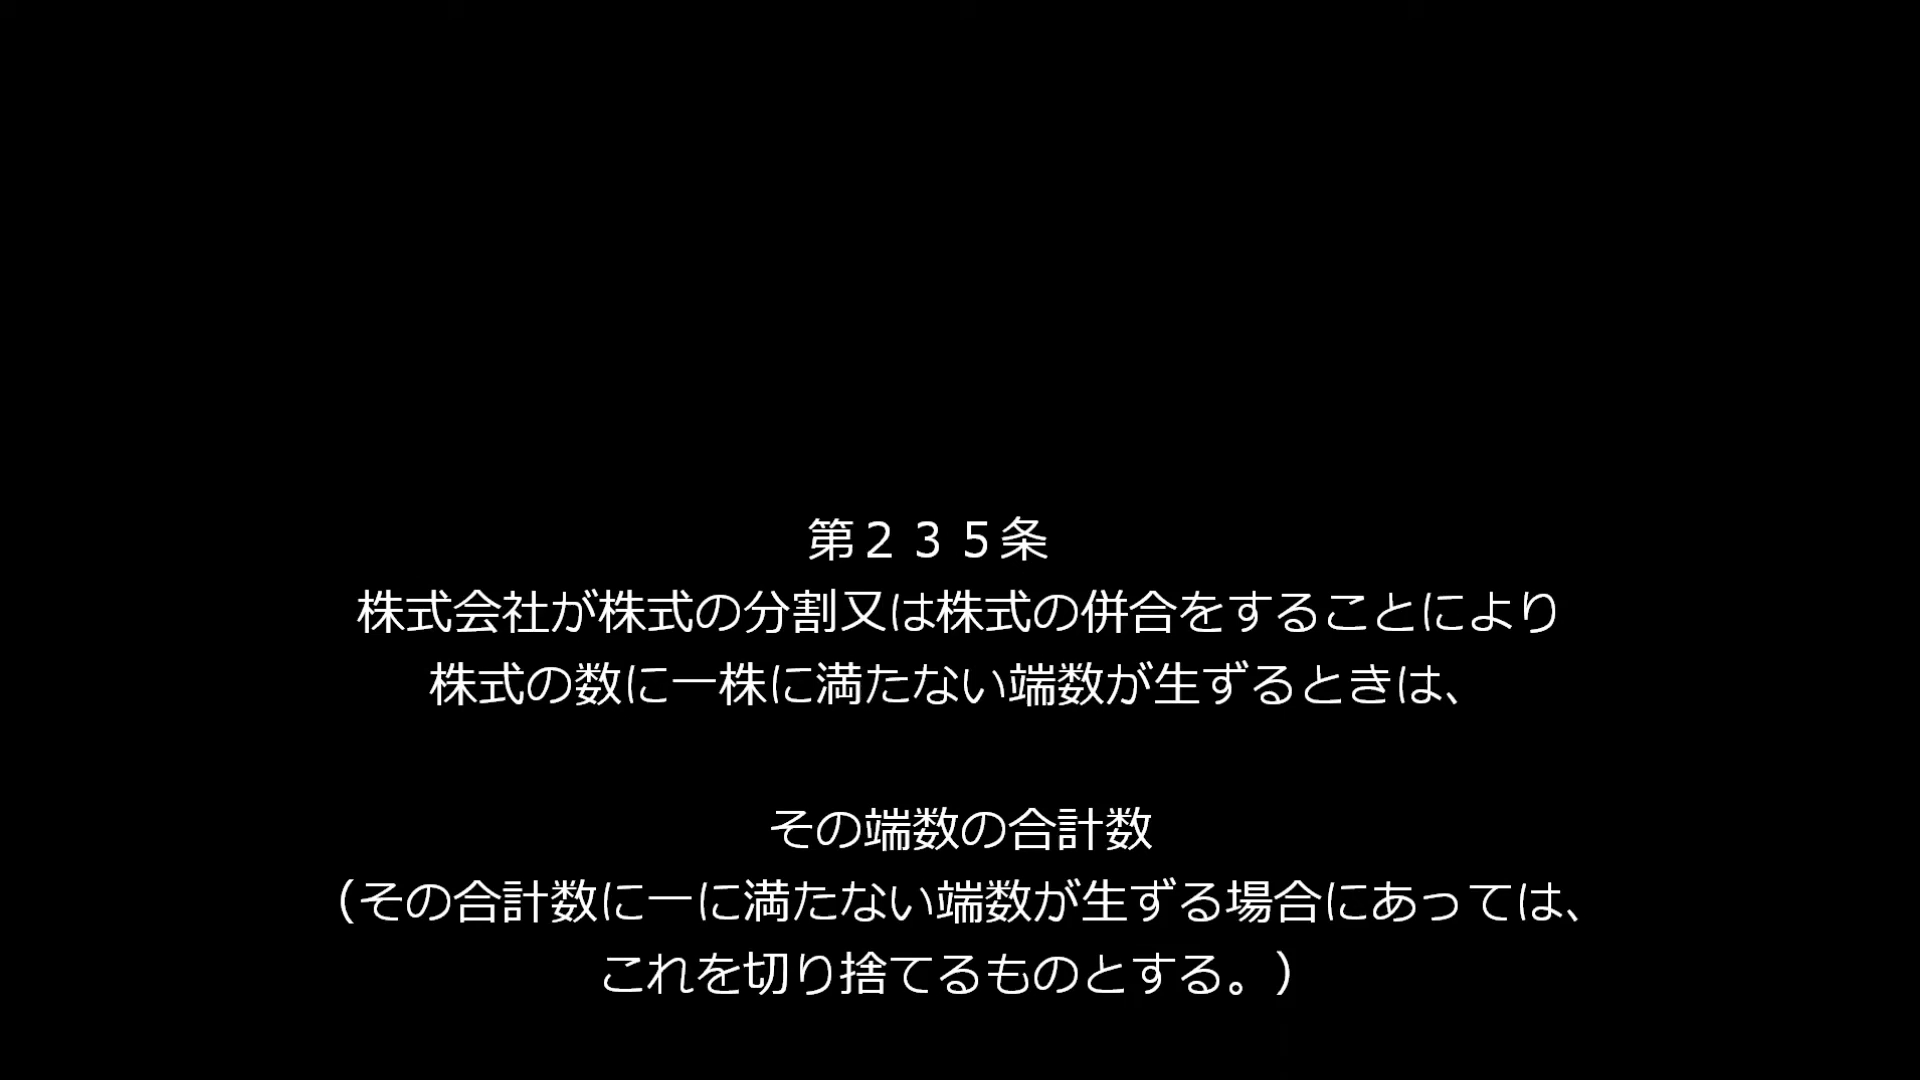 第２３５条
株式会社が株式の分割又は株式の併合をすることにより
株式の数に一株に満たない端数が生ずるときは、
その端数の合計数
（その合計数に一に満たない端数が生ずる場合にあっては、
これを切り捨てるものとする。）